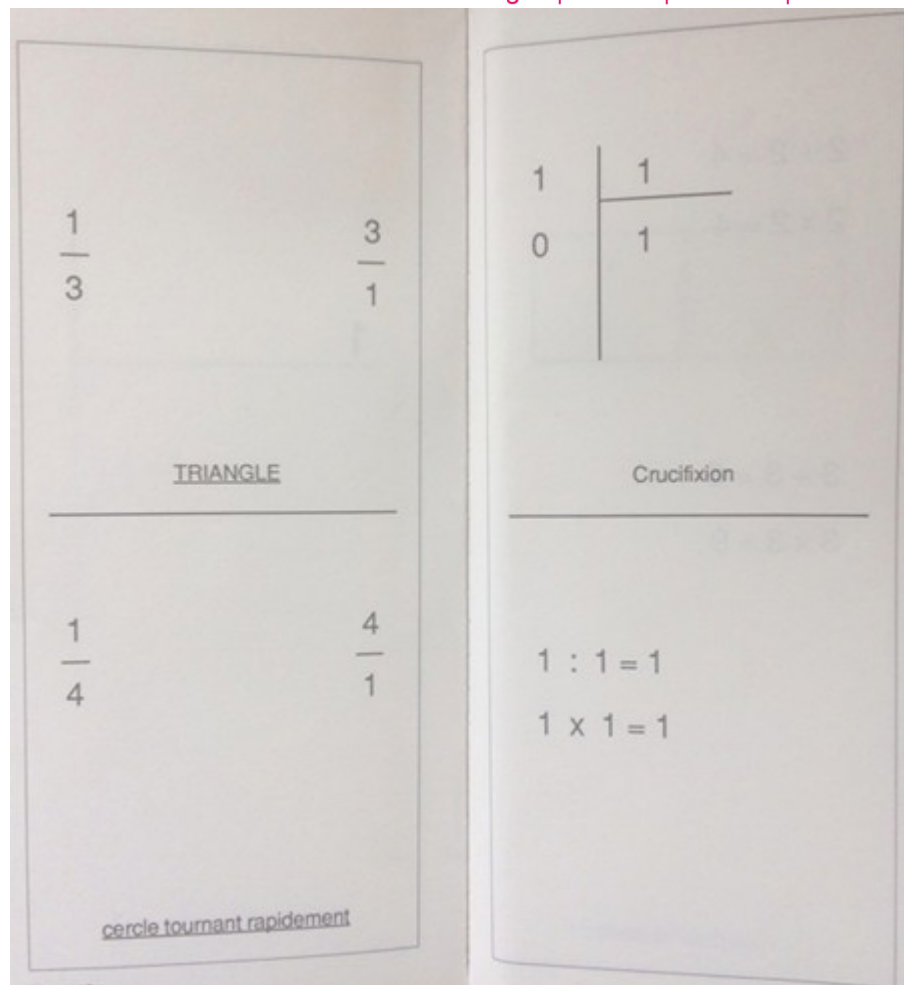 1/3 3/1
TRIANGLE
1/4 4/1
cercle tournant rapidement
1 | 1
0 | 1
Crucifixion
1 : 1 = 1
1 x 1 = 1